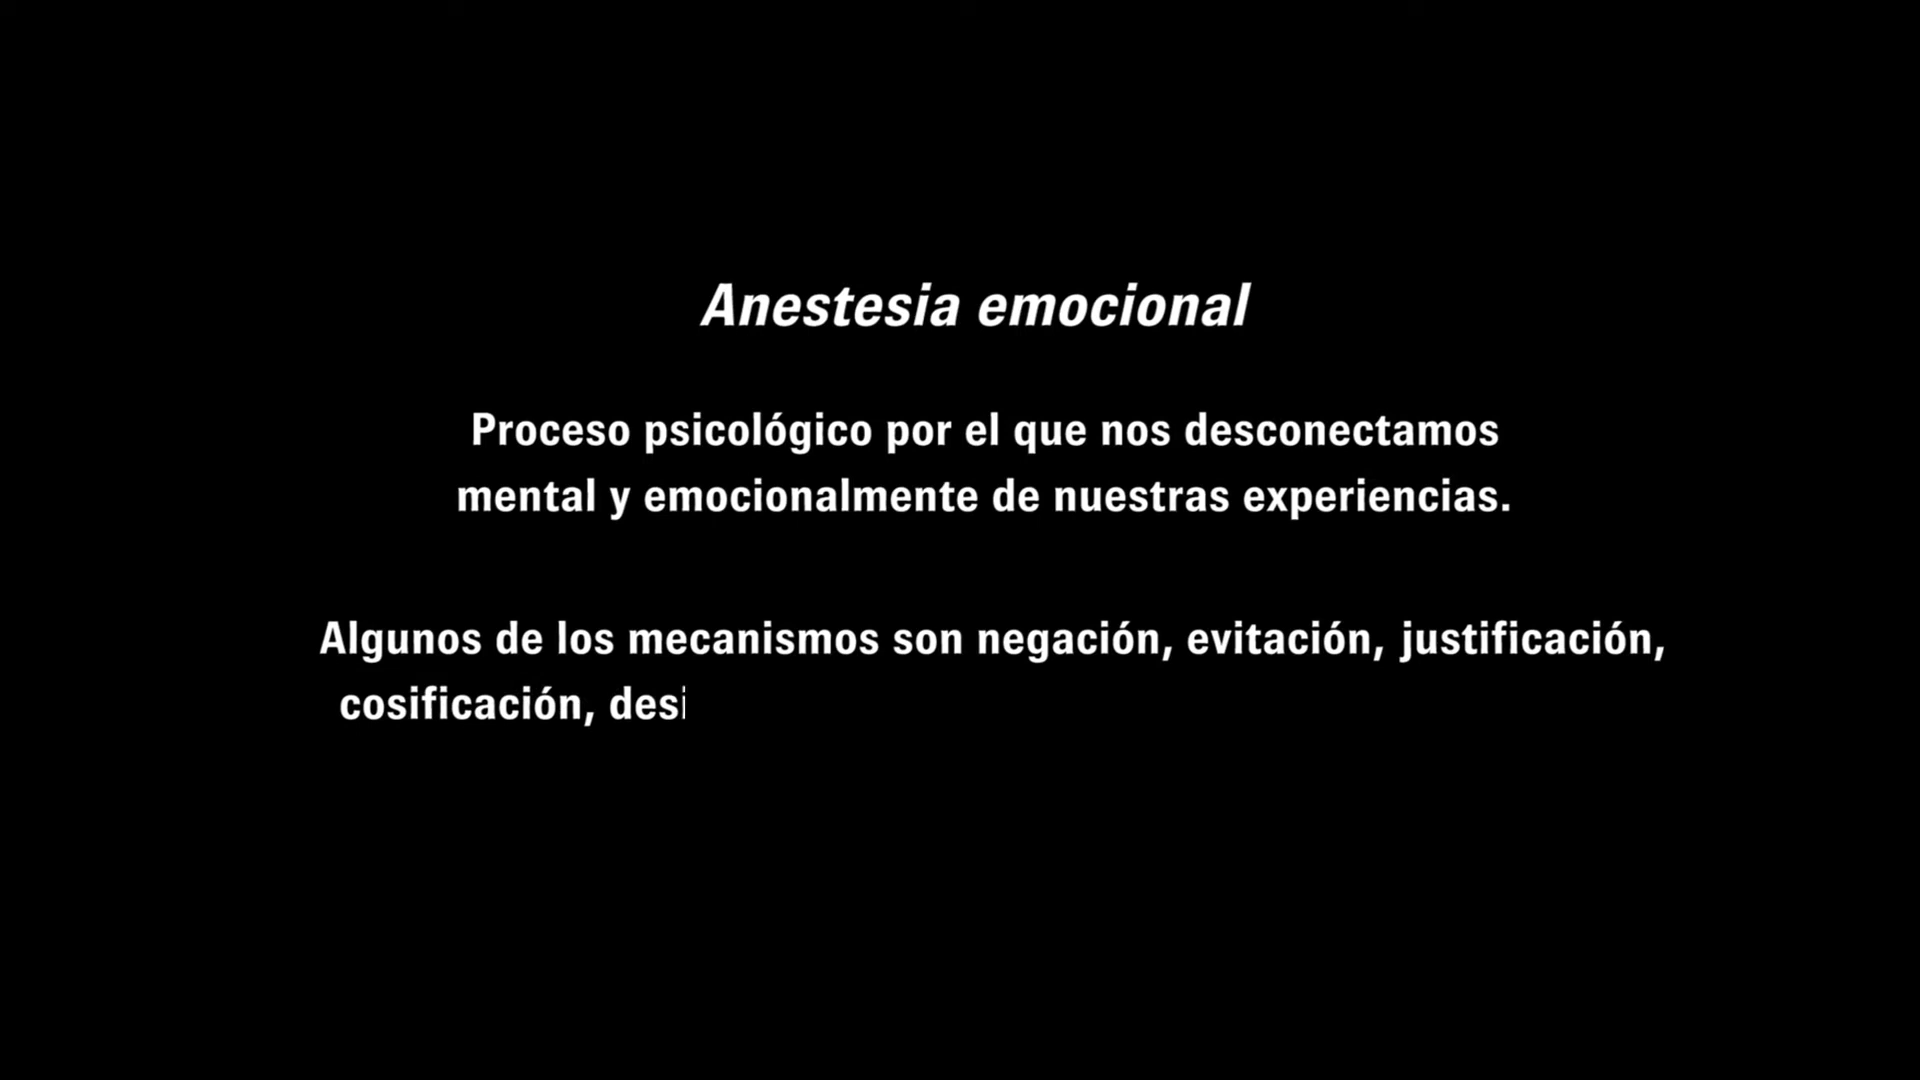 Anestesia emocional
Proceso psicológico por el que nos desconectamos
mental y emocionalmente de nuestras experiencias.
Algunos de los mecanismos son negación, evitación, justificación,
cosificación, desi